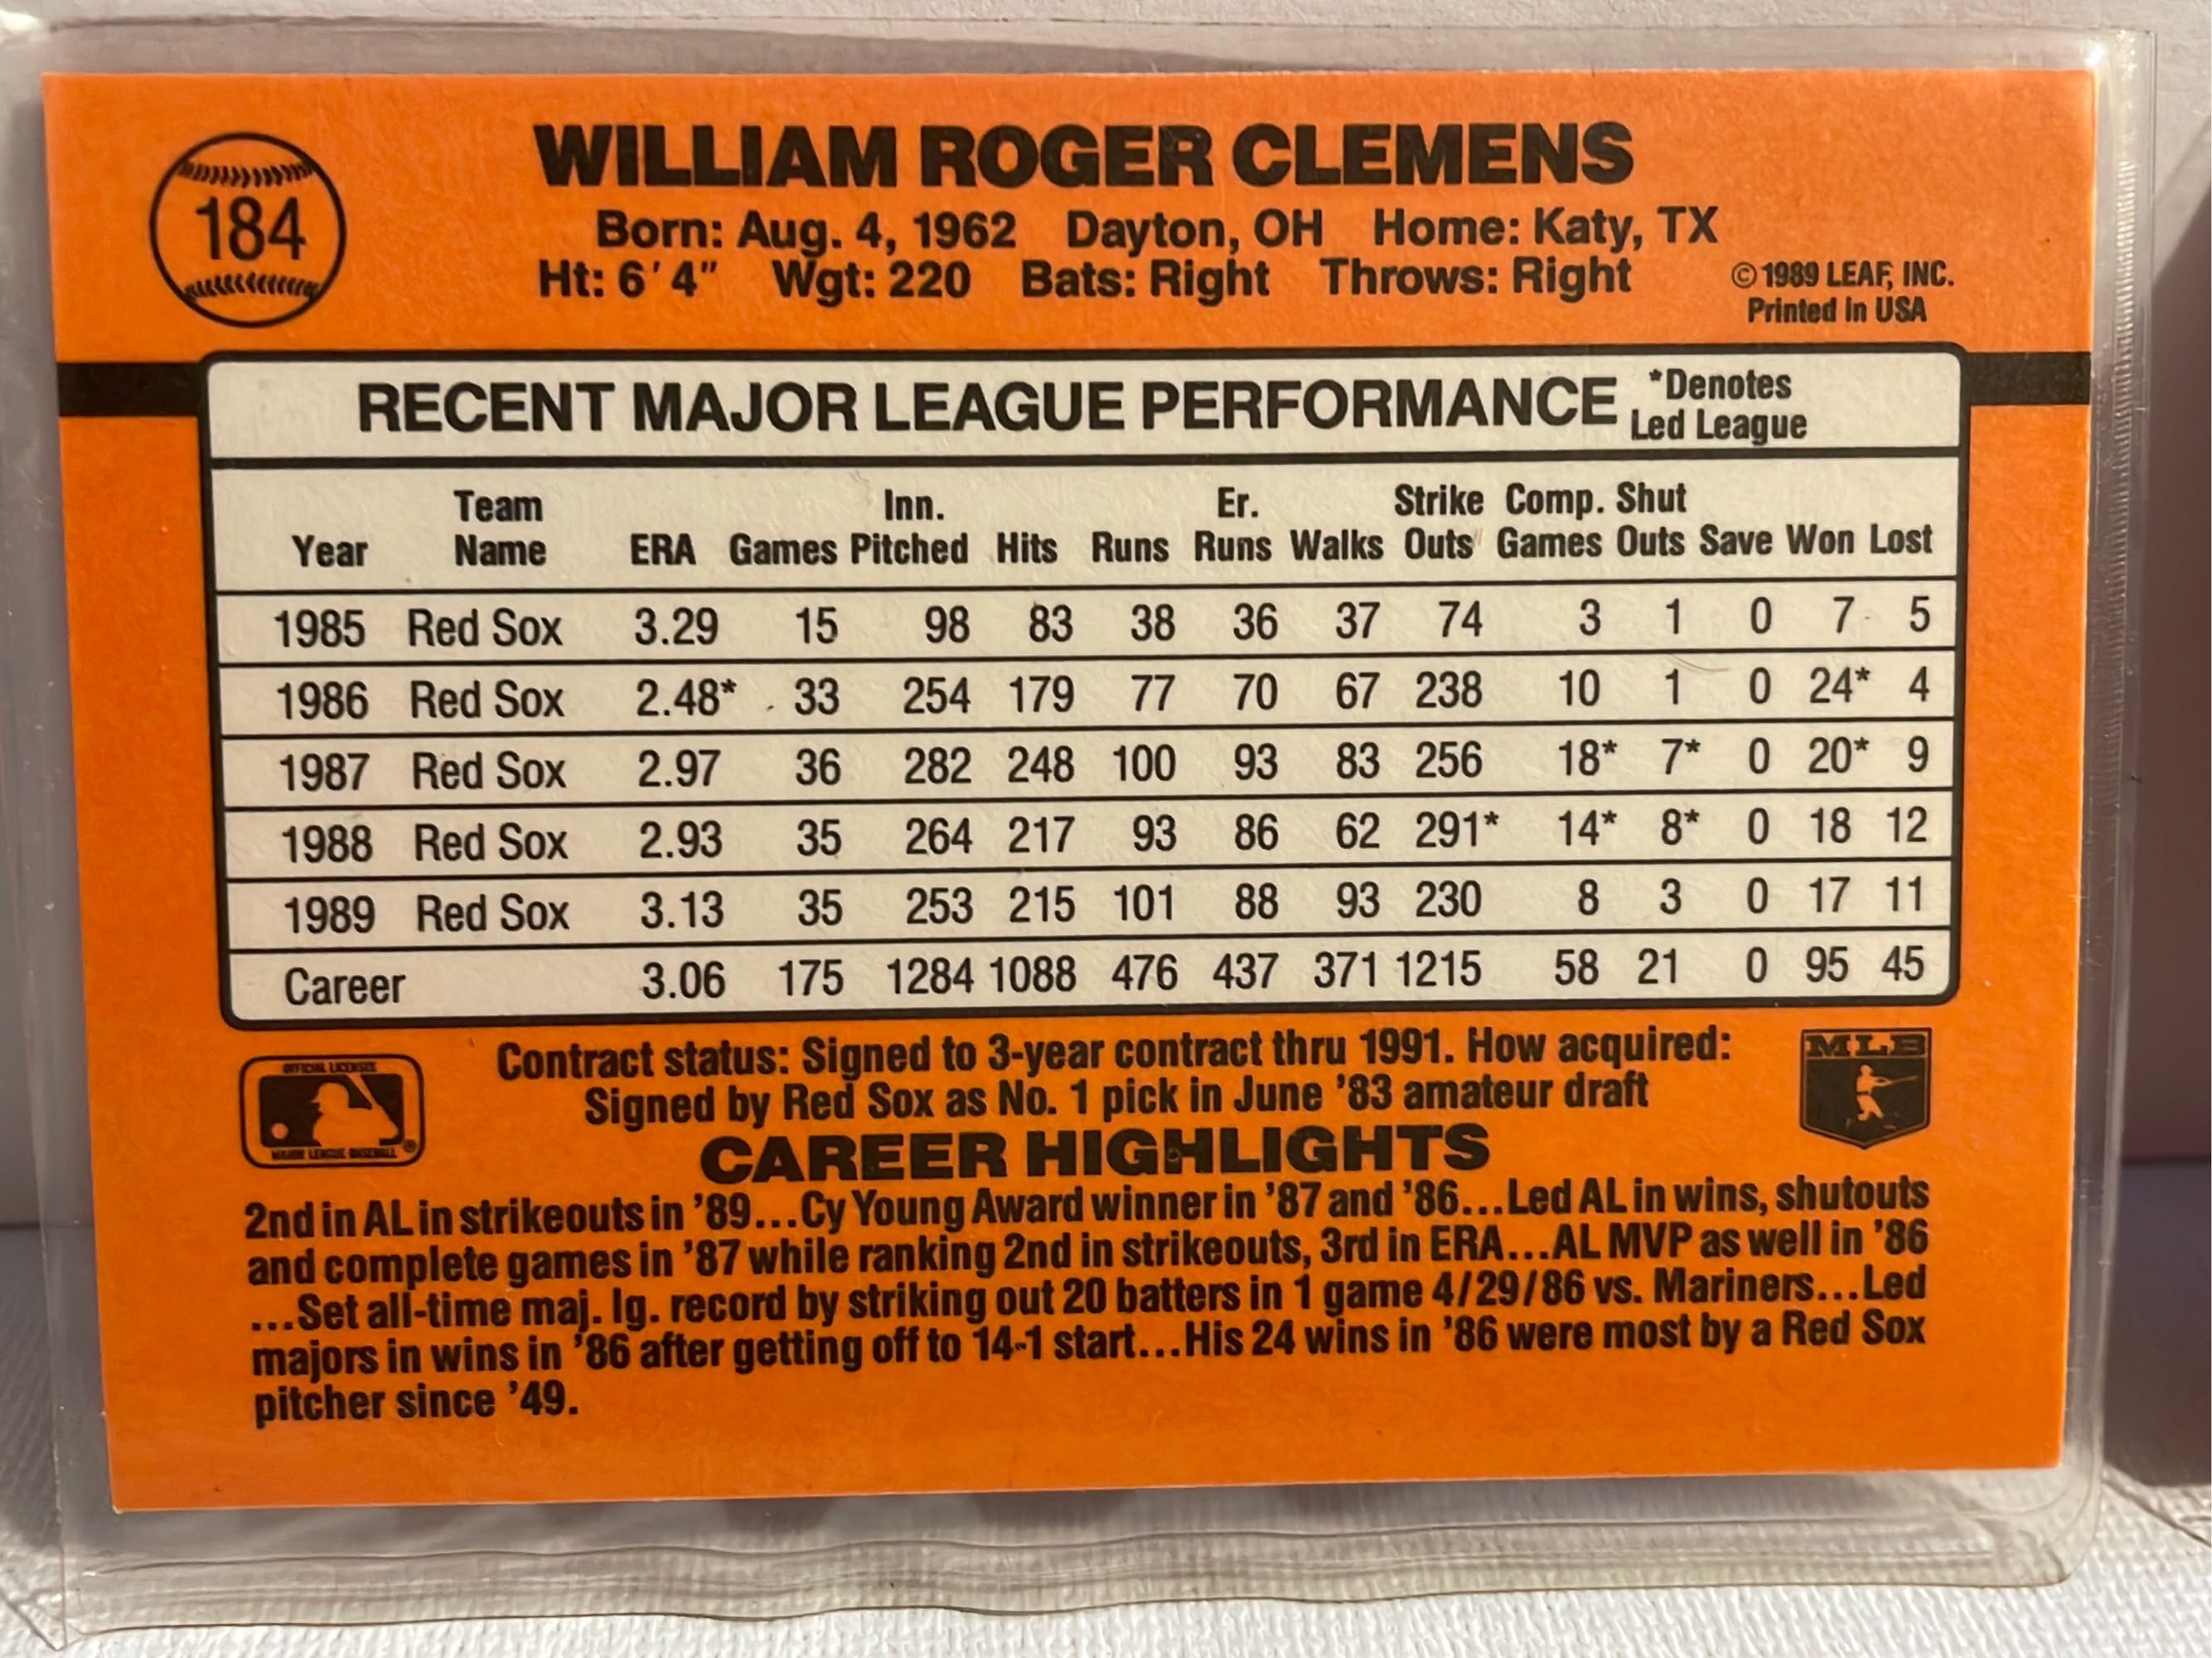 184
WILLIAM ROGER CLEMENS
Born: Aug. 4, 1962 Dayton, OH Home: Katy, TX
Ht: 6'4" Wgt: 220 Bats: Right Throws: Right
© 1989 LEAF, INC.
Printed in USA
RECENT MAJOR LEAGUE PERFORMANCE
*Denotes
Led League
Team Inn. Er. Strike Comp. Shut
Year Name ERA Games Pitched Hits Runs Runs Walks Outs Games Outs Save Won Lost
1985 Red Sox 3.29 15 98 83 38 36 37 74 3 1 0 7 5
1986 Red Sox 2.48* 33 254 179 77 70 67 238 10 1 0 24* 4
1987 Red Sox 2.97 36 282 248 100 93 83 256 18* 7* 0 20* 9
1988 Red Sox 2.93 35 264 217 93 86 62 291* 14* 8* 0 18 12
1989 Red Sox 3.13 35 253 215 101 88 93 230 8 3 0 17 11
Career 3.06 175 1284 1088 476 437 371 1215 58 21 0 95 45
Contract status: Signed to 3-year contract thru 1991. How acquired:
Signed by Red Sox as No. 1 pick in June '83 amateur draft
OFFICIAL LICENSEE
MAJOR LEAGUE BASEBALL ®
MLB
CAREER HIGHLIGHTS
2nd in AL in strikeouts in '89...Cy Young Award winner in '87 and '86...Led AL in wins, shutouts
and complete games in '87 while ranking 2nd in strikeouts, 3rd in ERA...AL MVP as well in '86
...Set all-time maj. lg. record by striking out 20 batters in 1 game 4/29/86 vs. Mariners...Led
majors in wins in '86 after getting off to 14-1 start...His 24 wins in '86 were most by a Red Sox
pitcher since '49.